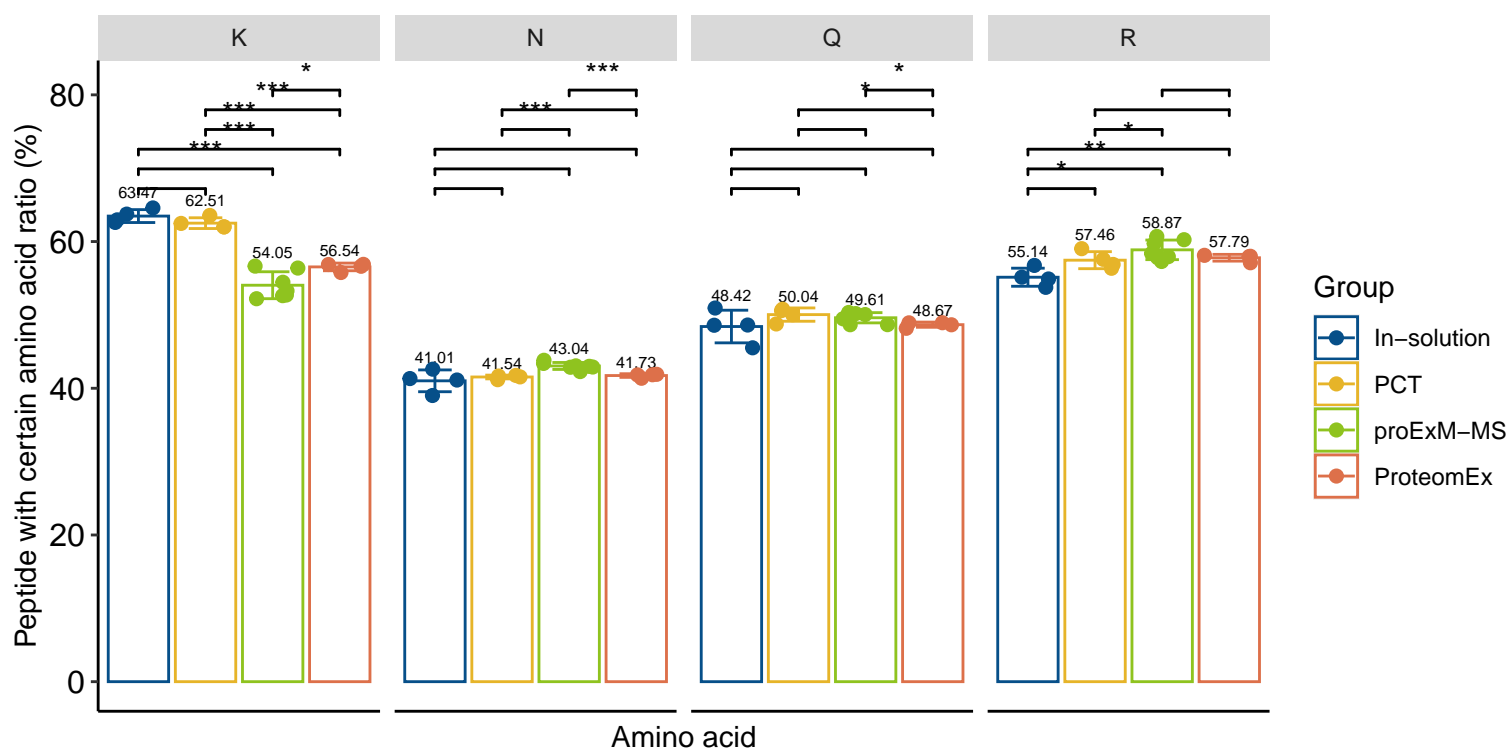 K N Q R
* *** *
*** *
*** ***
*** *
*** **
*
80
60
40
20
0
63.47 62.51 54.05 56.54
41.01 41.54 43.04 41.73
48.42 50.04 49.61 48.67
55.14 57.46 58.87 57.79
Peptide with certain amino acid ratio (%)
Amino acid
Group
In−solution
PCT
proExM−MS
ProteomEx